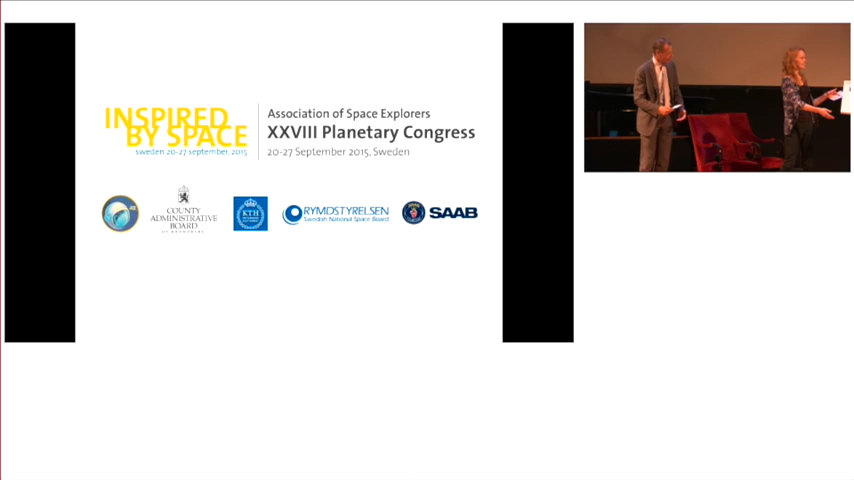 INSPIRED
BY SPACE
sweden 20-27 september, 2015
Association of Space Explorers
XXVIII Planetary Congress
20-27 September 2015, Sweden
COUNTY
ADMINISTRATIVE
BOARD
KTH
RYMDSTYRELSEN
Swedish National Space Board
SAAB